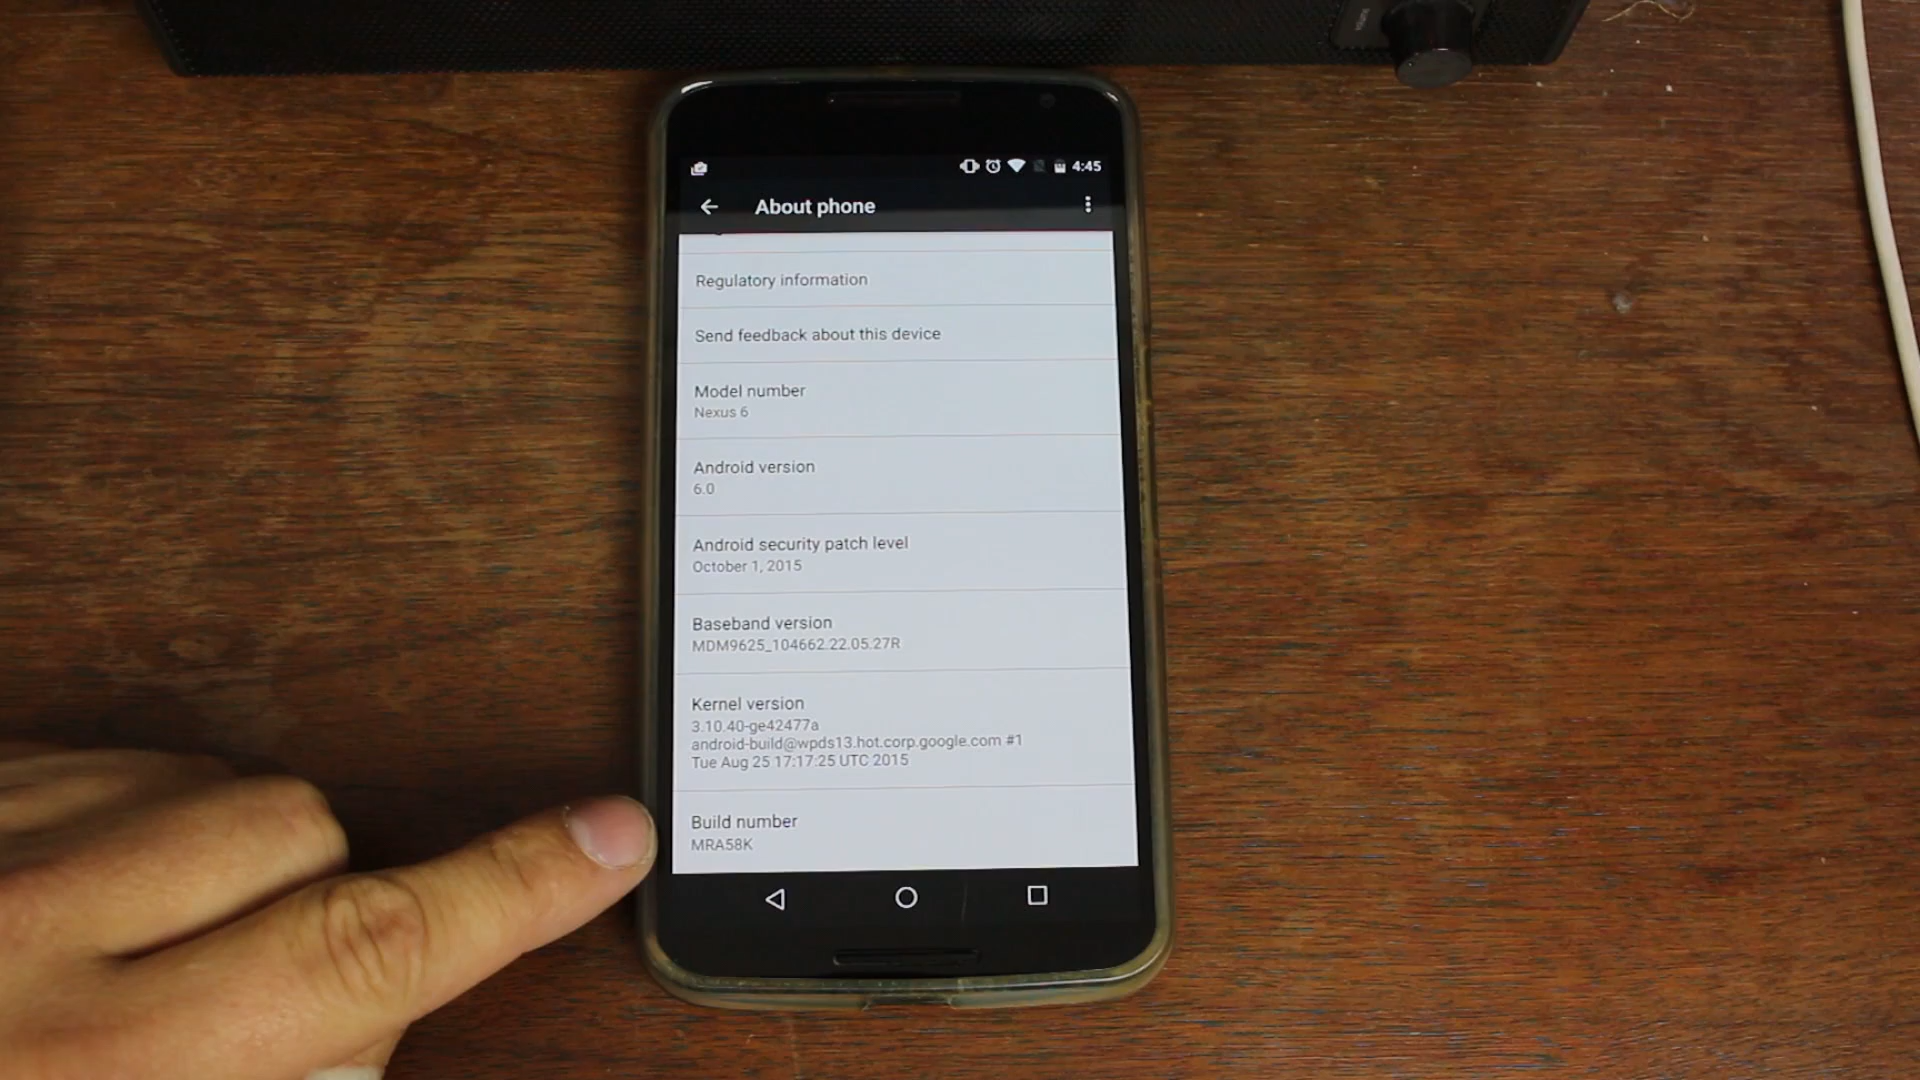 4:45
About phone
Regulatory information
Send feedback about this device
Model number
Nexus 6
Android version
6.0
Android security patch level
October 1, 2015
Baseband version
MDM9625_104662.22.05.27R
Kernel version
3.10.40-ge42477a
android-build@wpds13.hot.corp.google.com #1
Tue Aug 25 17:17:25 UTC 2015
Build number
MRA58K